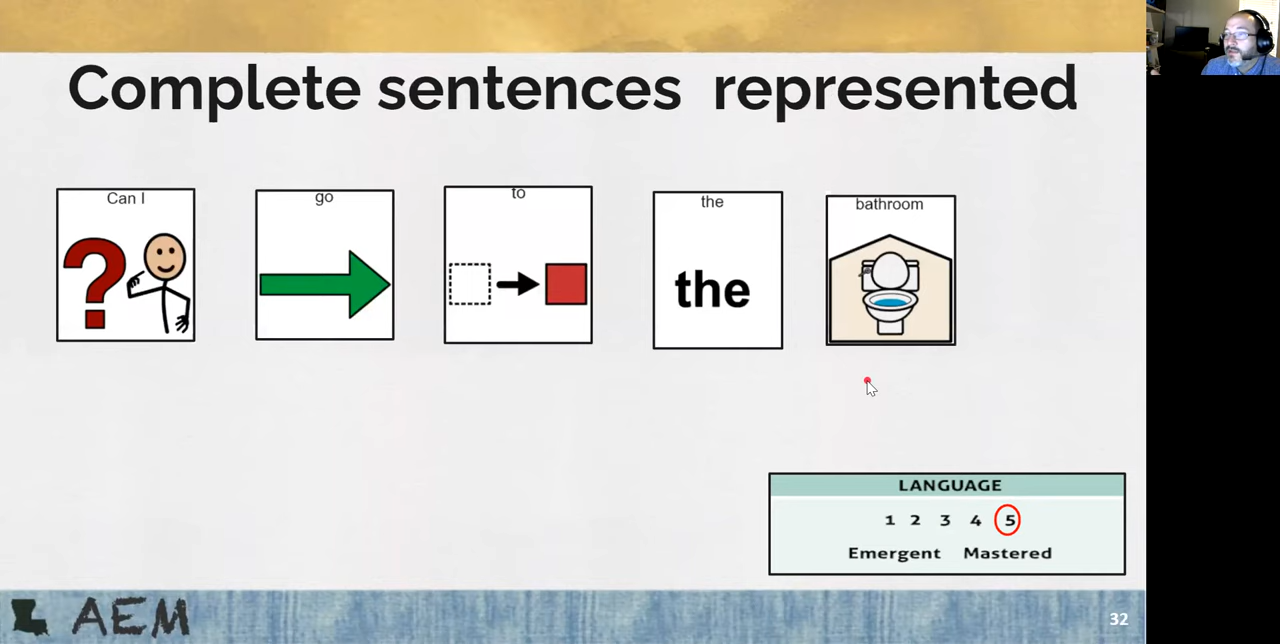 Complete sentences represented
Can I
go
to
the
bathroom
?
the
LANGUAGE
1 2 3 4 5
Emergent Mastered
AEM
32